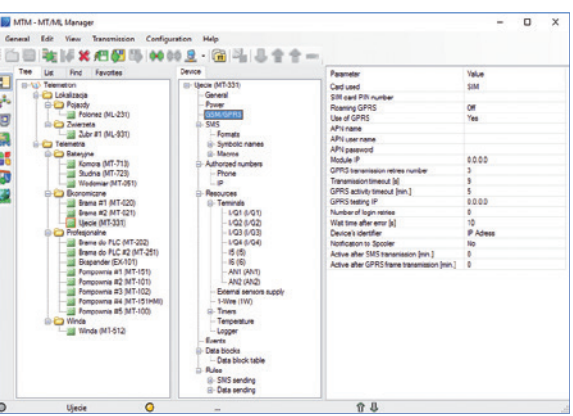 MTM - MT/ML Manager
General Edit View Transmission Configuration Help
Tree List Find Favorites
Telemetron
Lokalizacja
Pojazdy
Polonez (ML-231)
Zwierzeta
Żubr #1 (ML-931)
Telemetria
Bateryjne
Komora (MT-713)
Studnia (MT-723)
Wodomiar (MT-051)
Ekonomiczne
Brama #1 (MT-020)
Brama #2 (MT-021)
Ujecie (MT-331)
Profesjonalne
Brama do PLC (MT-202)
Brama do PLC #2 (MT-251)
Ekspander (EX-101)
Pompownia #1 (MT-151)
Pompownia #2 (MT-101)
Pompownia #3 (MT-102)
Pompownia #4 (MT-151HMI)
Pompownia #5 (MT-100)
Winda
Winda (MT-512)
Device
Ujecie (MT-331)
General
Power
GSM/GPRS
SMS
Formats
Symbolic names
Macros
Authorized numbers
Phone
IP
Resources
Terminals
I/Q1 (I/Q1)
I/Q2 (I/Q2)
I/Q3 (I/Q3)
I/Q4 (I/Q4)
I5 (I5)
I6 (I6)
AN1 (AN1)
AN2 (AN2)
External sensors supply
1-Wire (1W)
Timers
Temperature
Logger
Events
Data blocks
Data block table
Rules
SMS sending
Data sending
Parameter Value
Card used SIM
SIM card PIN number
Roaming GPRS Off
Use of GPRS Yes
APN name
APN user name
APN password
Module IP 0.0.0.0
GPRS transmission retries number 3
Transmission timeout [s] 9
GPRS activity timeout [min.] 5
GPRS testing IP 0.0.0.0
Number of login retries 0
Wait time after error [s] 10
Device's identifier IP Adress
Notification to Spooler No
Active after SMS transmission [min.] 0
Active after GPRS frame transmission [min.] 0
Ujecie